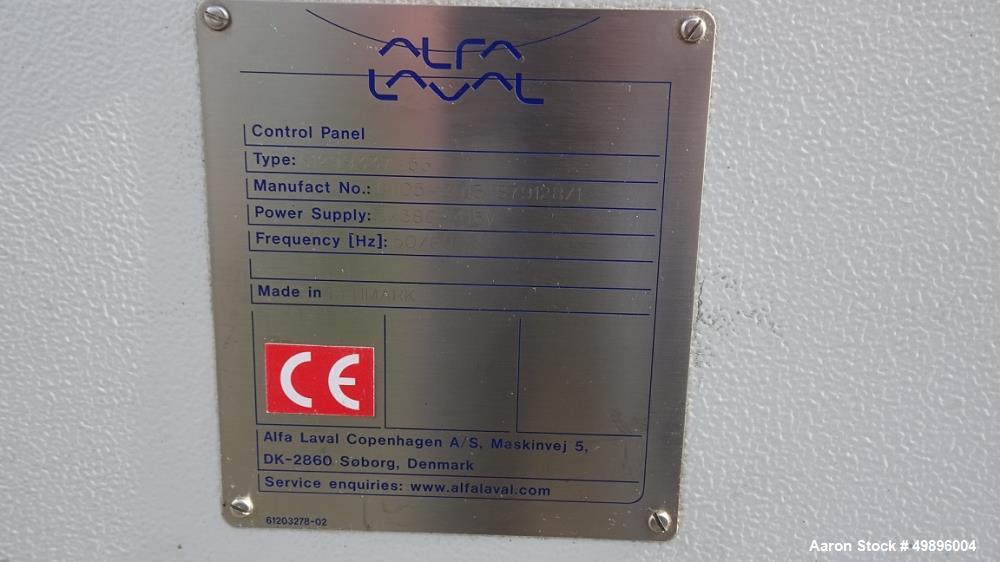 ALFA
LAVAL
Control Panel
Type:
Manufact No.:
Power Supply:
Frequency [Hz]:
Made in DENMARK
CE
Alfa Laval Copenhagen A/S, Maskinvej 5,
DK-2860 Søborg, Denmark
Service enquiries: www.alfalaval.com
61203278-02
Aaron Stock # 49896004